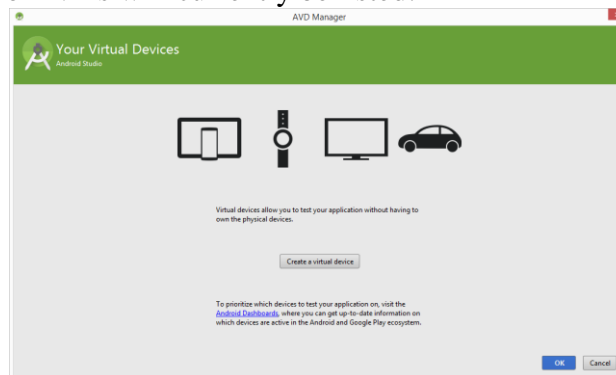 AVD Manager
Your Virtual Devices
Android Studio
Virtual devices allow you to test your application without having to
own the physical devices.
Create a virtual device
To prioritize which devices to test your application on, visit the
Android Dashboards, where you can get up-to-date information on
which devices are active in the Android and Google Play ecosystem.
OK
Cancel